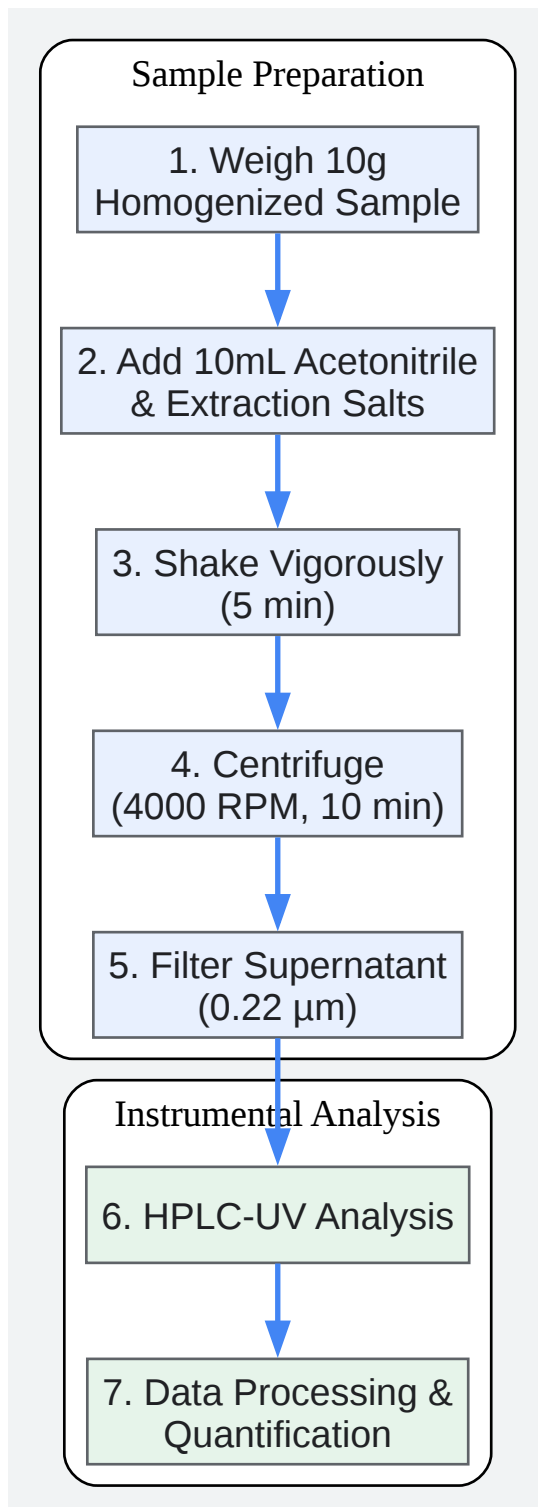 Sample Preparation
1. Weigh 10g
Homogenized Sample
2. Add 10mL Acetonitrile
& Extraction Salts
3. Shake Vigorously
(5 min)
4. Centrifuge
(4000 RPM, 10 min)
5. Filter Supernatant
(0.22 µm)
Instrumental Analysis
6. HPLC-UV Analysis
7. Data Processing &
Quantification